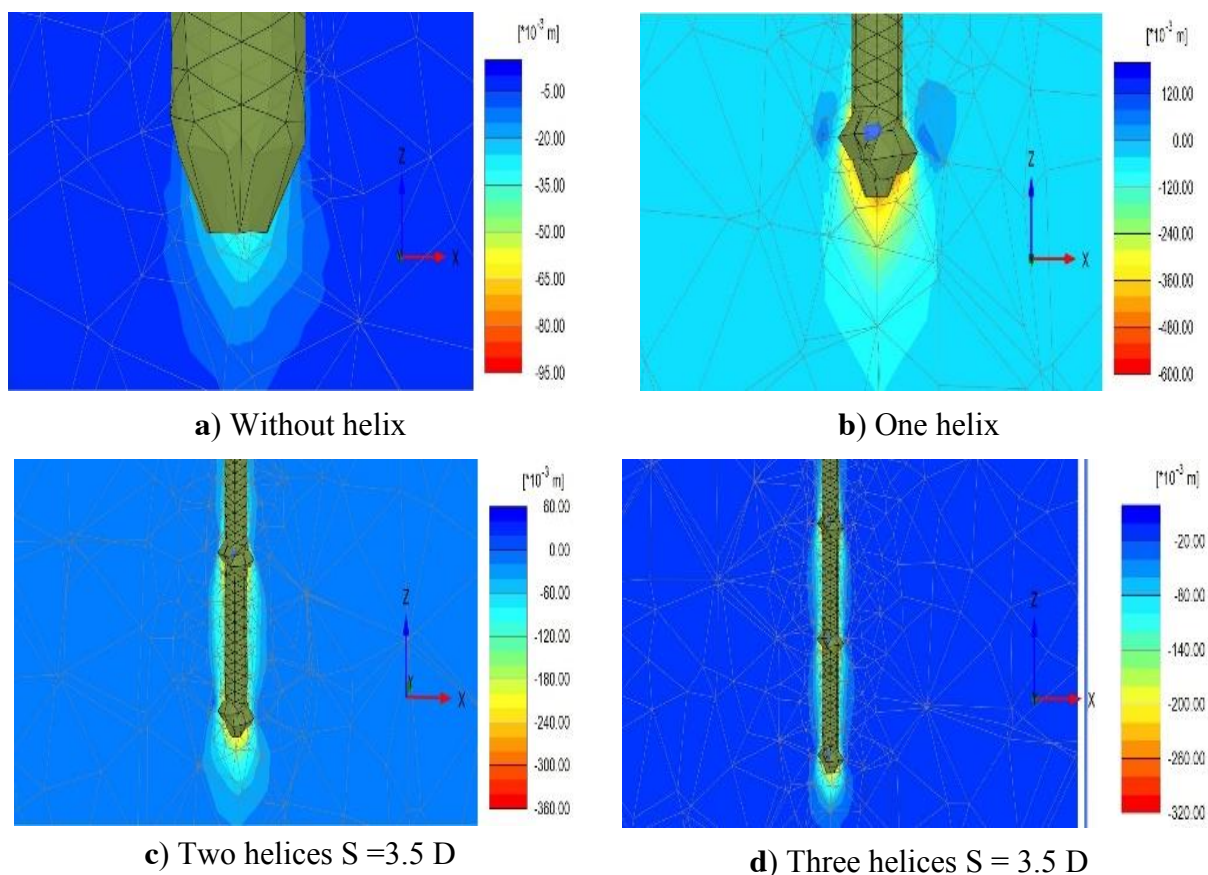 [*10⁻³ m]
-5.00
-20.00
-35.00
-50.00
-65.00
-80.00
-95.00
Z
X
a) Without helix
[*10⁻³ m]
120.00
0.00
-120.00
-240.00
-360.00
-480.00
-600.00
Z
X
b) One helix
[*10⁻³ m]
60.00
0.00
-60.00
-120.00
-180.00
-240.00
-300.00
-360.00
Z
Y
X
c) Two helices S =3.5 D
[*10⁻³ m]
-20.00
-80.00
-140.00
-200.00
-260.00
-320.00
Z
Y
X
d) Three helices S = 3.5 D